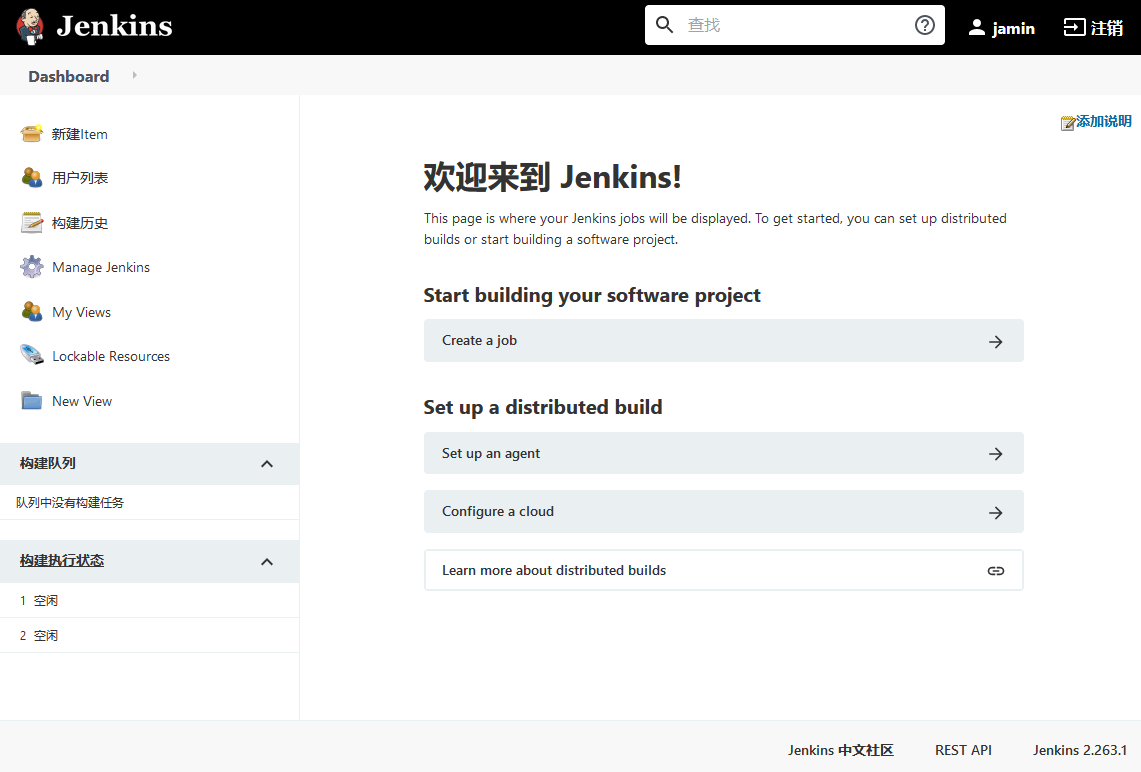 Jenkins
查找
jamin
注销
Dashboard
新建Item
用户列表
构建历史
Manage Jenkins
My Views
Lockable Resources
New View
构建队列
队列中没有构建任务
构建执行状态
1 空闲
2 空闲
添加说明
欢迎来到 Jenkins!
This page is where your Jenkins jobs will be displayed. To get started, you can set up distributed
builds or start building a software project.
Start building your software project
Create a job
Set up a distributed build
Set up an agent
Configure a cloud
Learn more about distributed builds
Jenkins 中文社区
REST API
Jenkins 2.263.1